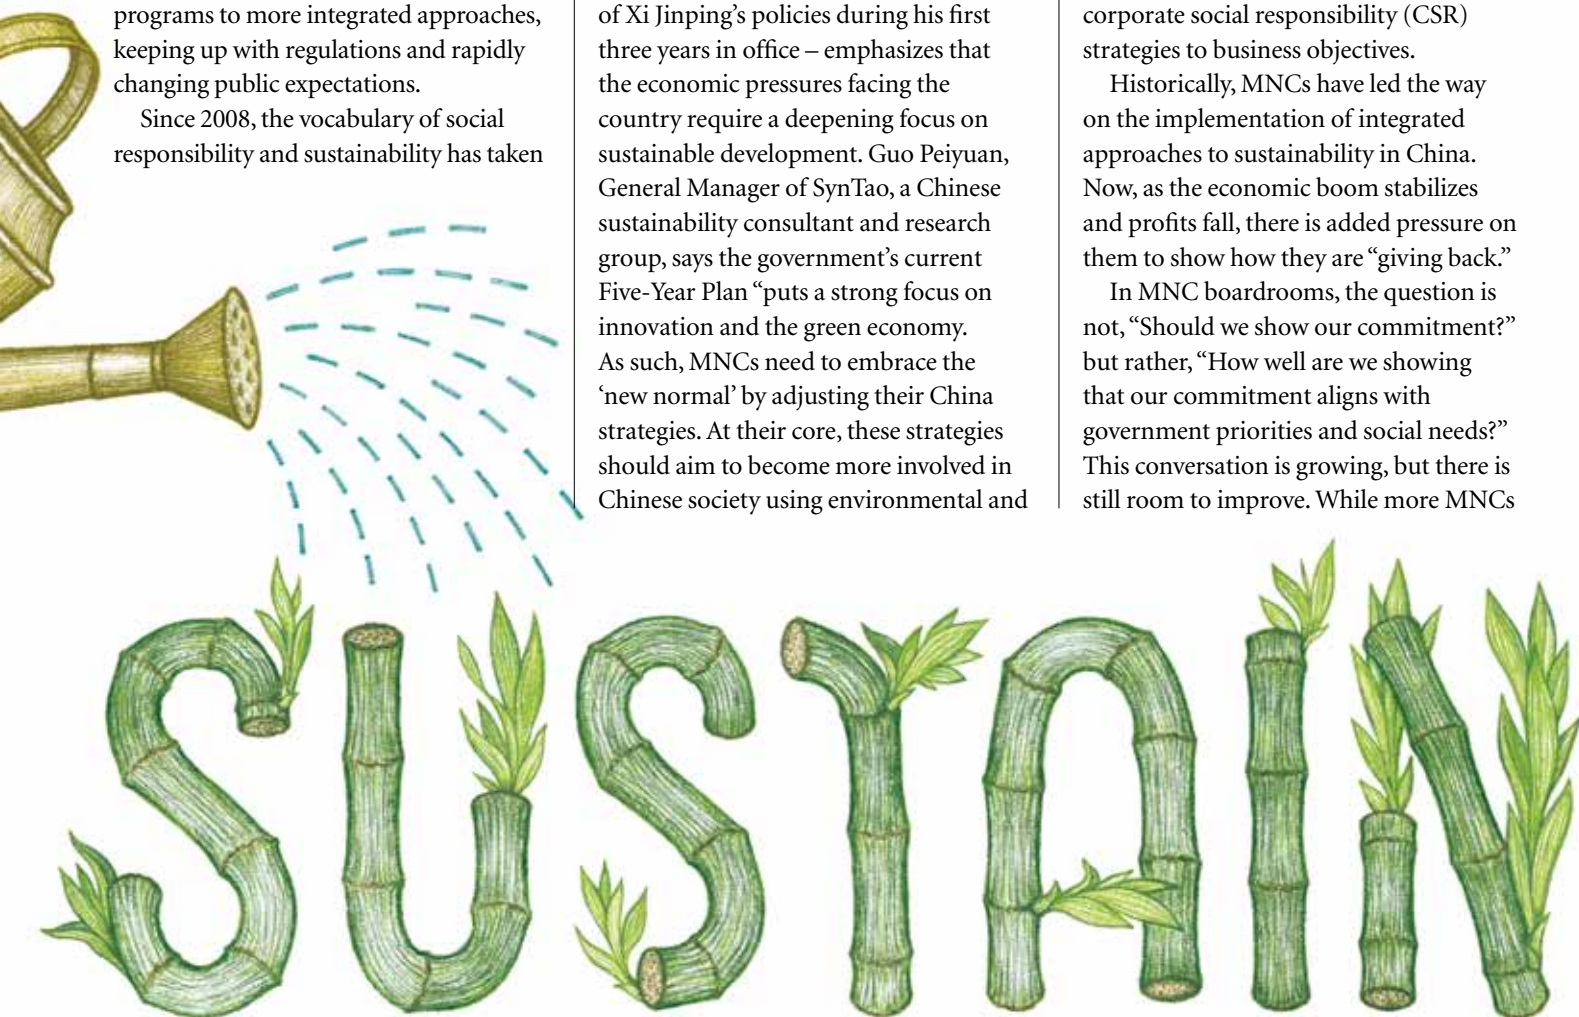 programs to more integrated approaches,
keeping up with regulations and rapidly
changing public expectations.
Since 2008, the vocabulary of social
responsibility and sustainability has taken
of Xi Jinping’s policies during his first
three years in office – emphasizes that
the economic pressures facing the
country require a deepening focus on
sustainable development. Guo Peiyuan,
General Manager of SynTao, a Chinese
sustainability consultant and research
group, says the government’s current
Five-Year Plan “puts a strong focus on
innovation and the green economy.
As such, MNCs need to embrace the
‘new normal’ by adjusting their China
strategies. At their core, these strategies
should aim to become more involved in
Chinese society using environmental and
corporate social responsibility (CSR)
strategies to business objectives.
Historically, MNCs have led the way
on the implementation of integrated
approaches to sustainability in China.
Now, as the economic boom stabilizes
and profits fall, there is added pressure on
them to show how they are “giving back.”
In MNC boardrooms, the question is
not, “Should we show our commitment?”
but rather, “How well are we showing
that our commitment aligns with
government priorities and social needs?”
This conversation is growing, but there is
still room to improve. While more MNCs
SUSTAIN